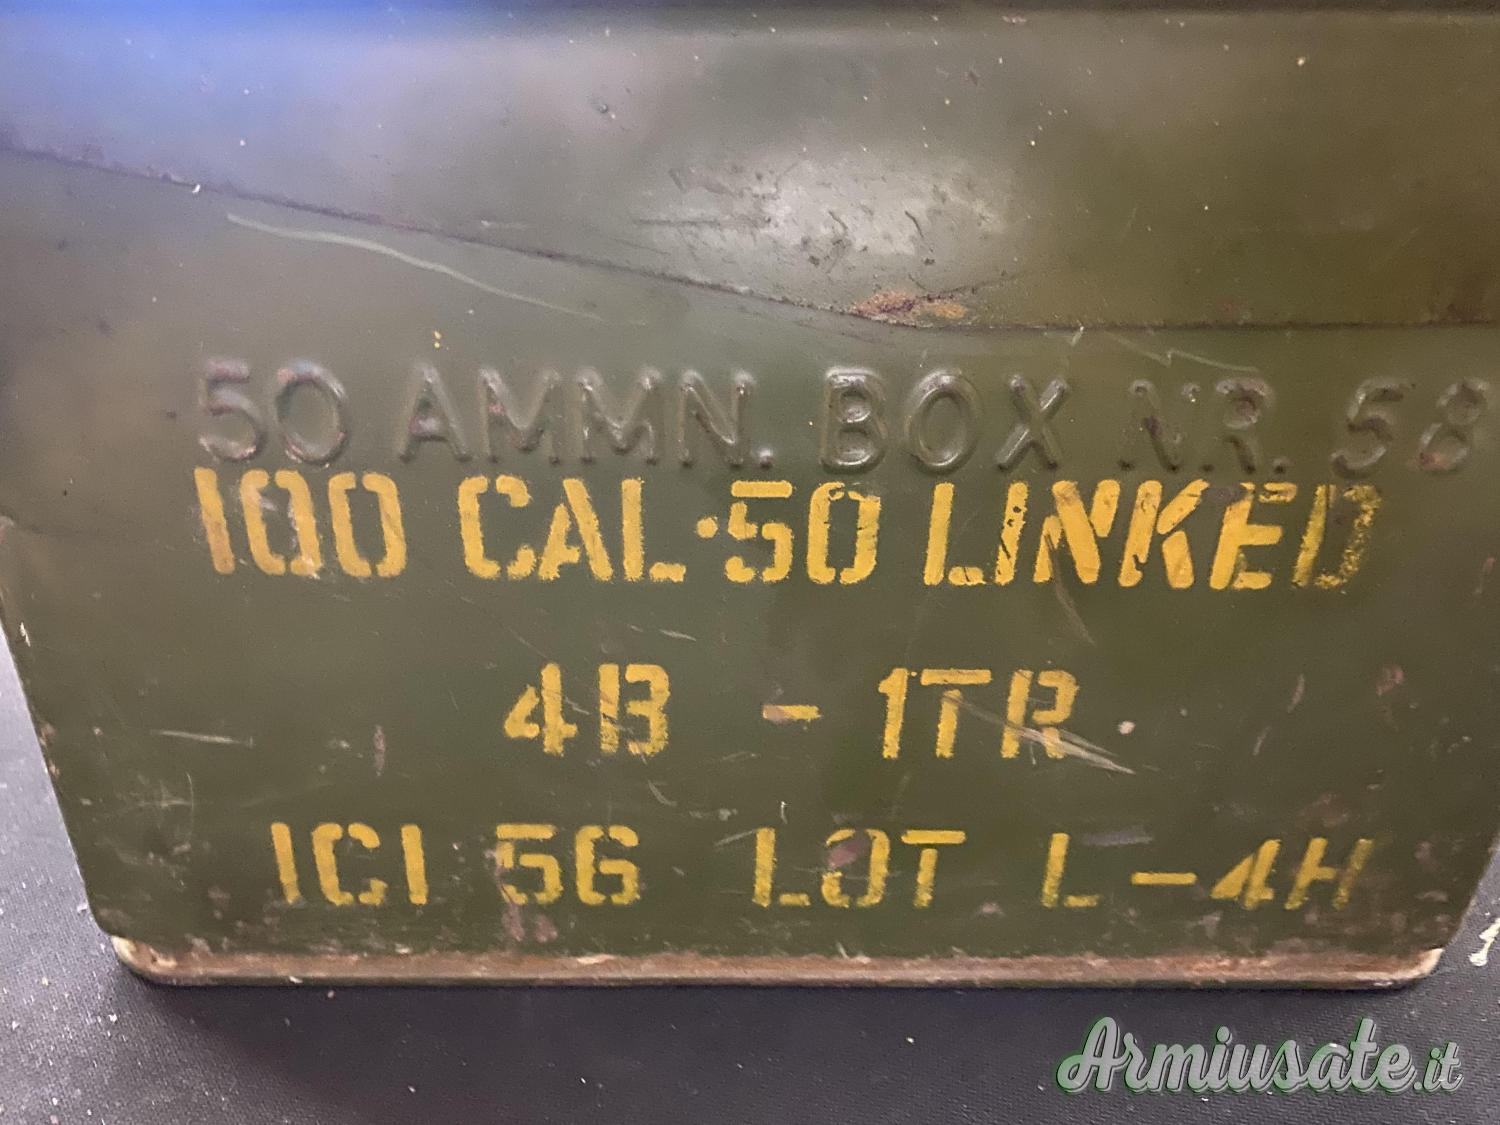 50 AMMN. BOX NR. 58
100 CAL·50 LINKED
4B - 1TR
ICI 56 LOT L-4H
Armiusate.it